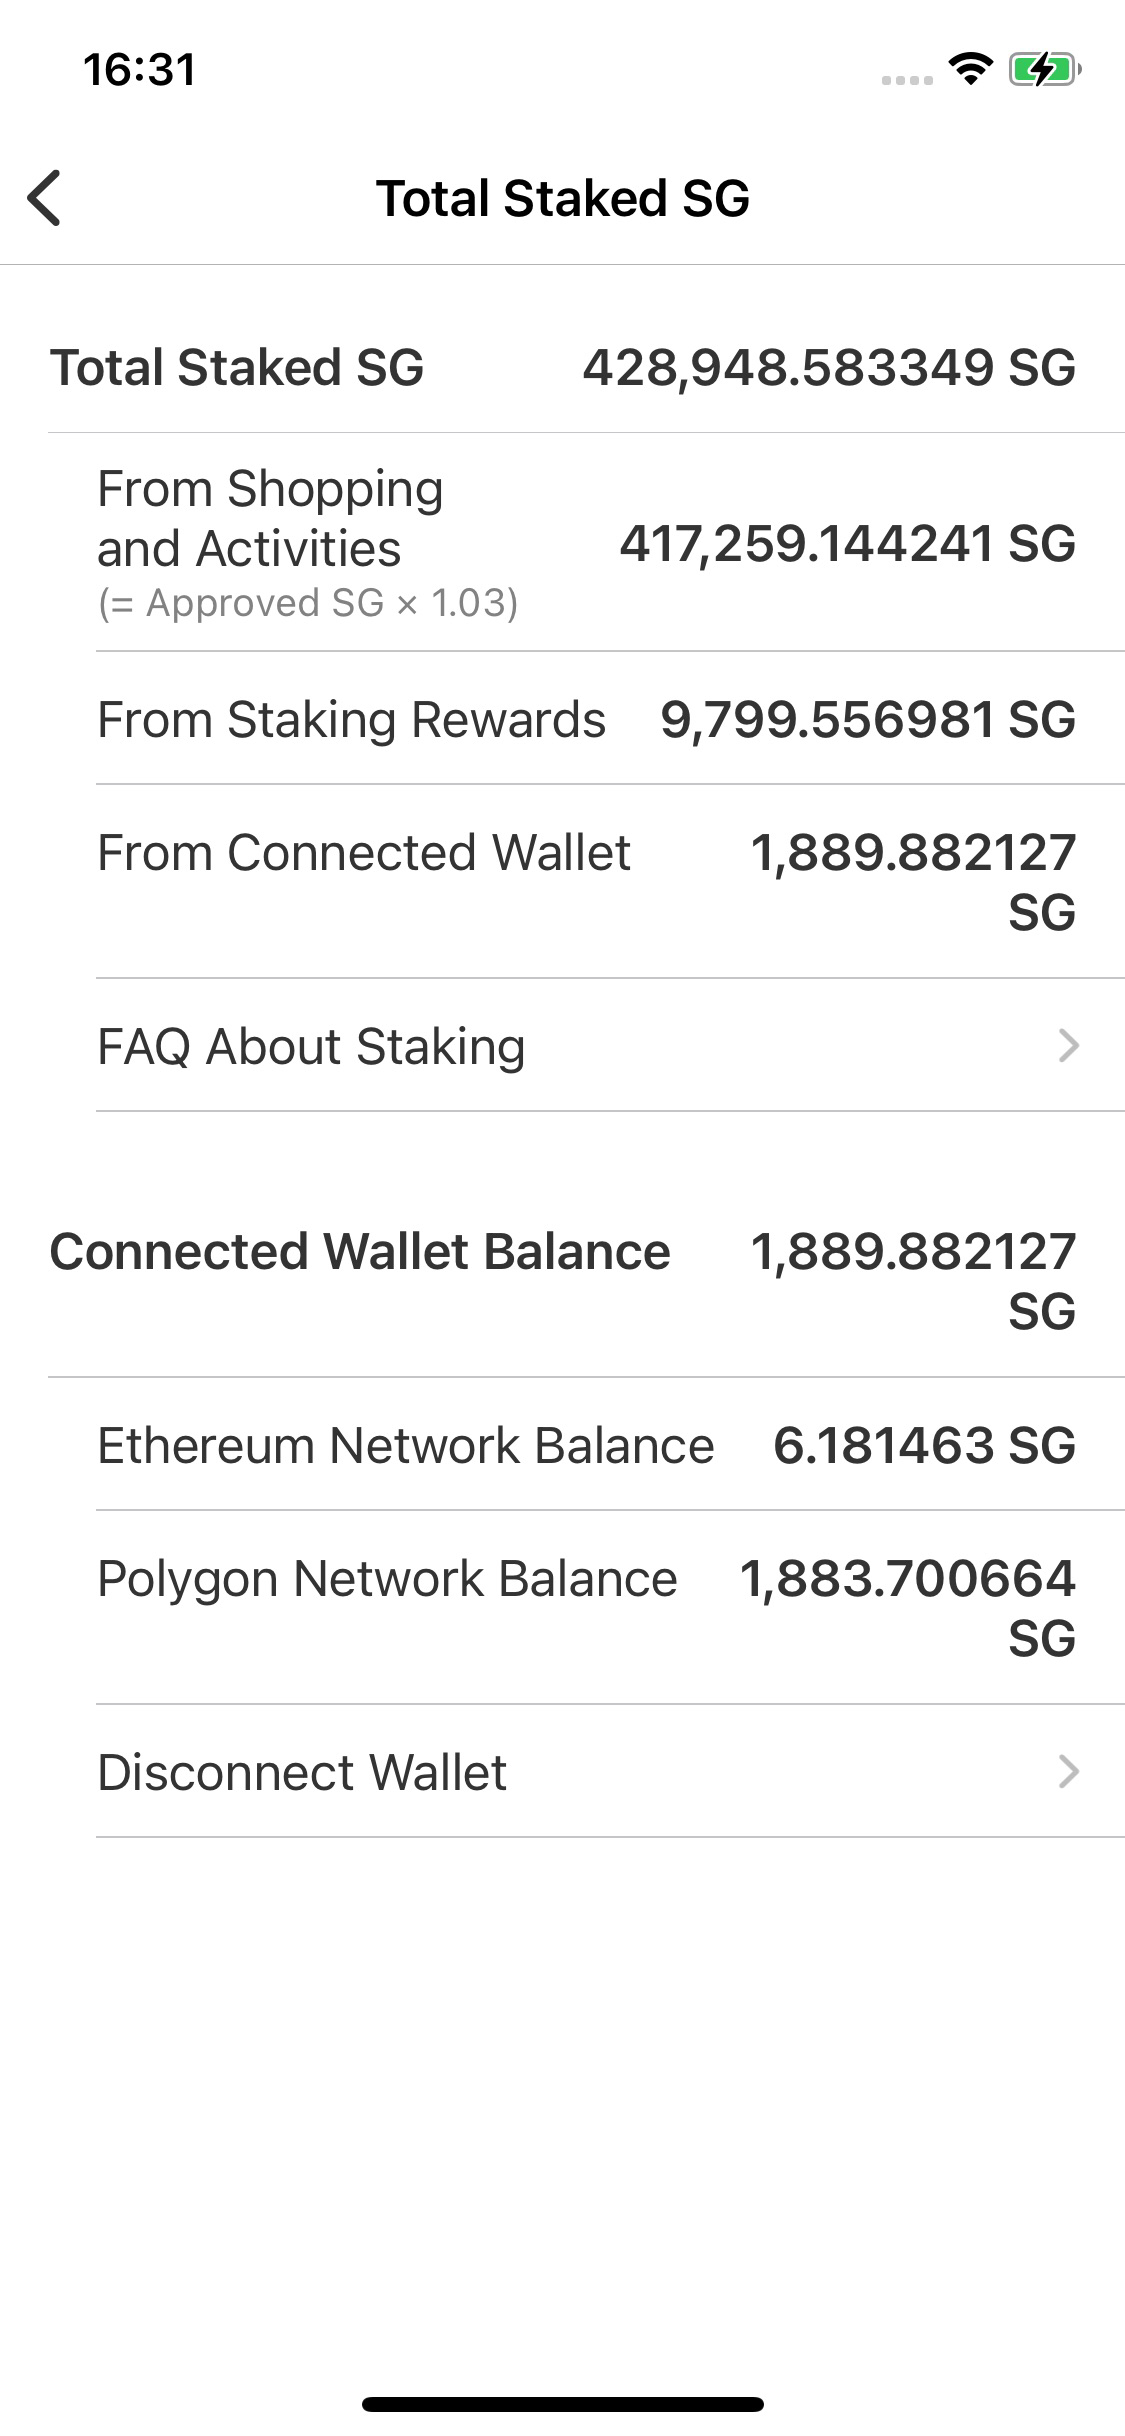 16:31
Total Staked SG
Total Staked SG 428,948.583349 SG
From Shopping
and Activities
417,259.144241 SG
(= Approved SG × 1.03)
From Staking Rewards 9,799.556981 SG
From Connected Wallet 1,889.882127
SG
FAQ About Staking
Connected Wallet Balance 1,889.882127
SG
Ethereum Network Balance 6.181463 SG
Polygon Network Balance 1,883.700664
SG
Disconnect Wallet